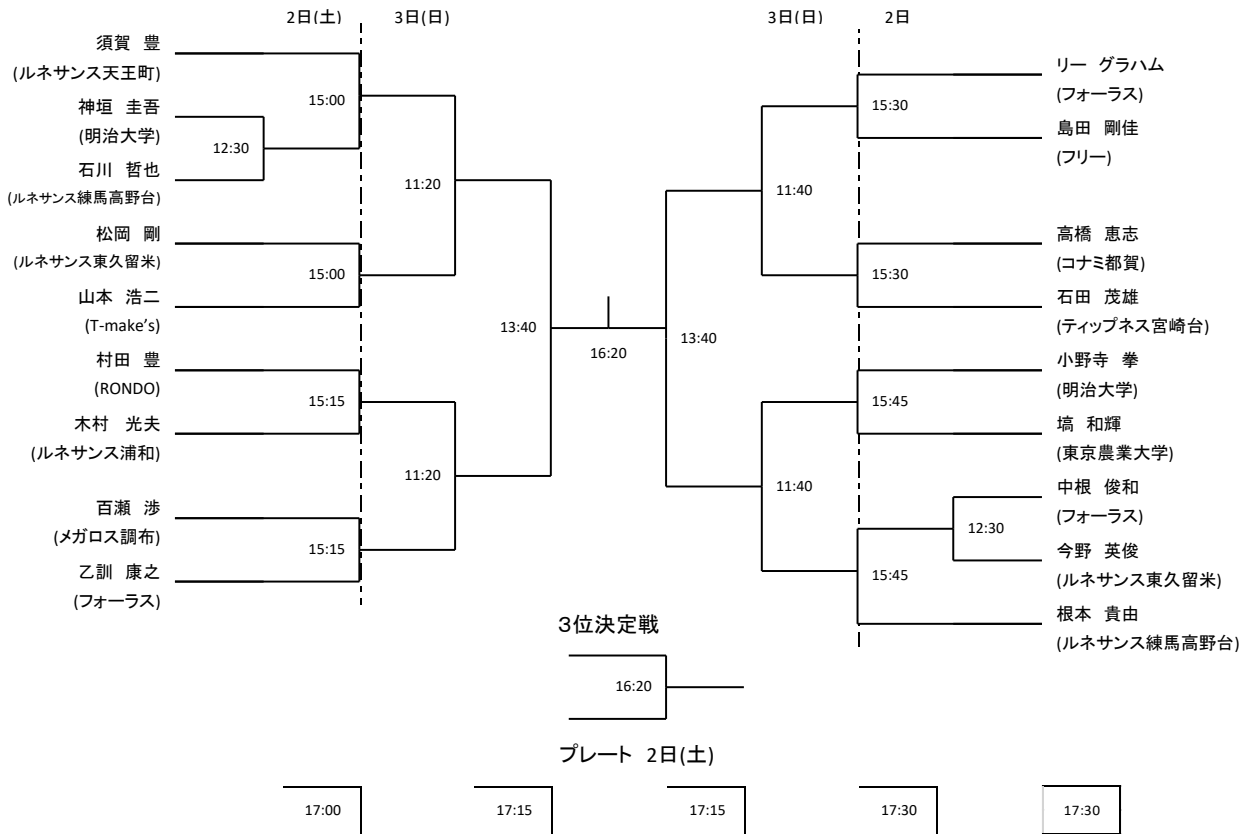 2日(土) 3日(日) 3日(日) 2日
須賀 豊
(ルネサンス天王町)
15:00
神垣 圭吾
(明治大学)
12:30
石川 哲也
(ルネサンス練馬高野台)
11:20
松岡 剛
(ルネサンス東久留米)
15:00
山本 浩二
(T-make's)
13:40
村田 豊
(RONDO)
15:15
木村 光夫
(ルネサンス浦和)
11:20
百瀬 渉
(メガロス調布)
15:15
乙訓 康之
(フォーラス)
16:20
リー グラハム
(フォーラス)
15:30
島田 剛佳
(フリー)
11:40
高橋 恵志
(コナミ都賀)
15:30
石田 茂雄
(ティップネス宮崎台)
13:40
小野寺 拳
(明治大学)
15:45
塙 和輝
(東京農業大学)
11:40
中根 俊和
(フォーラス)
12:30
今野 英俊
(ルネサンス東久留米)
15:45
根本 貴由
(ルネサンス練馬高野台)
3位決定戦
16:20
プレート 2日(土)
17:00 17:15 17:15 17:30 17:30